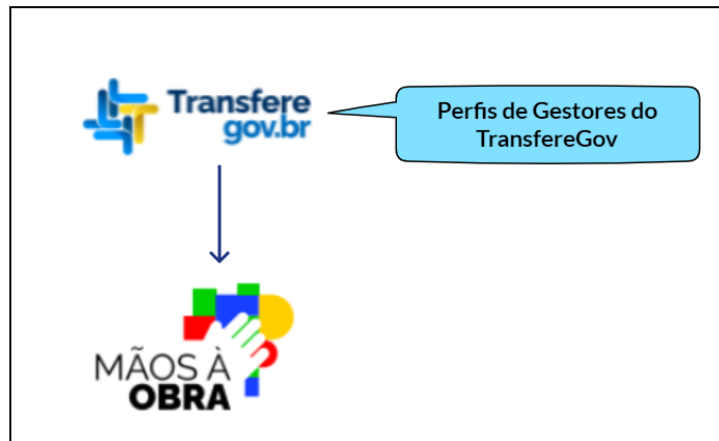 Transfere
gov.br
Perfis de Gestores do
TransfereGov
MÃOS À
OBRA